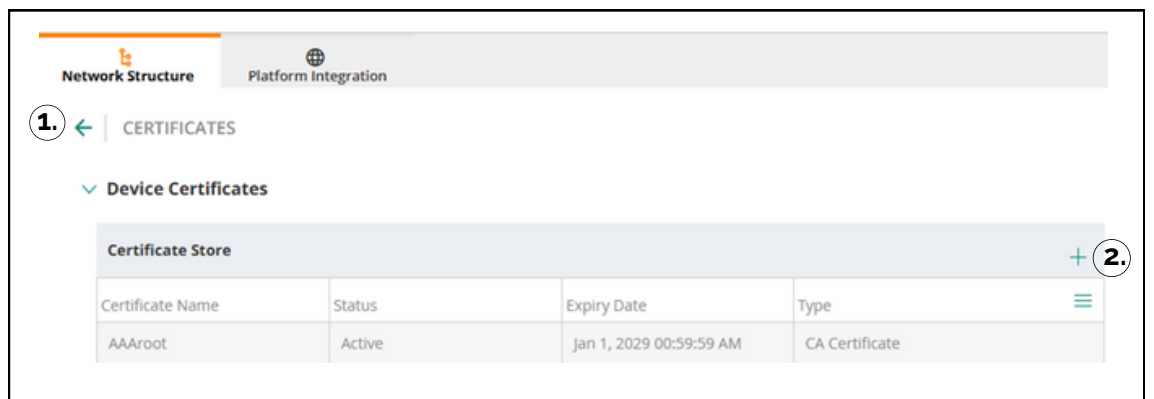 Network Structure
Platform Integration
1.
CERTIFICATES
Device Certificates
Certificate Store
2.
Certificate Name Status Expiry Date Type
AAAroot Active Jan 1, 2029 00:59:59 AM CA Certificate